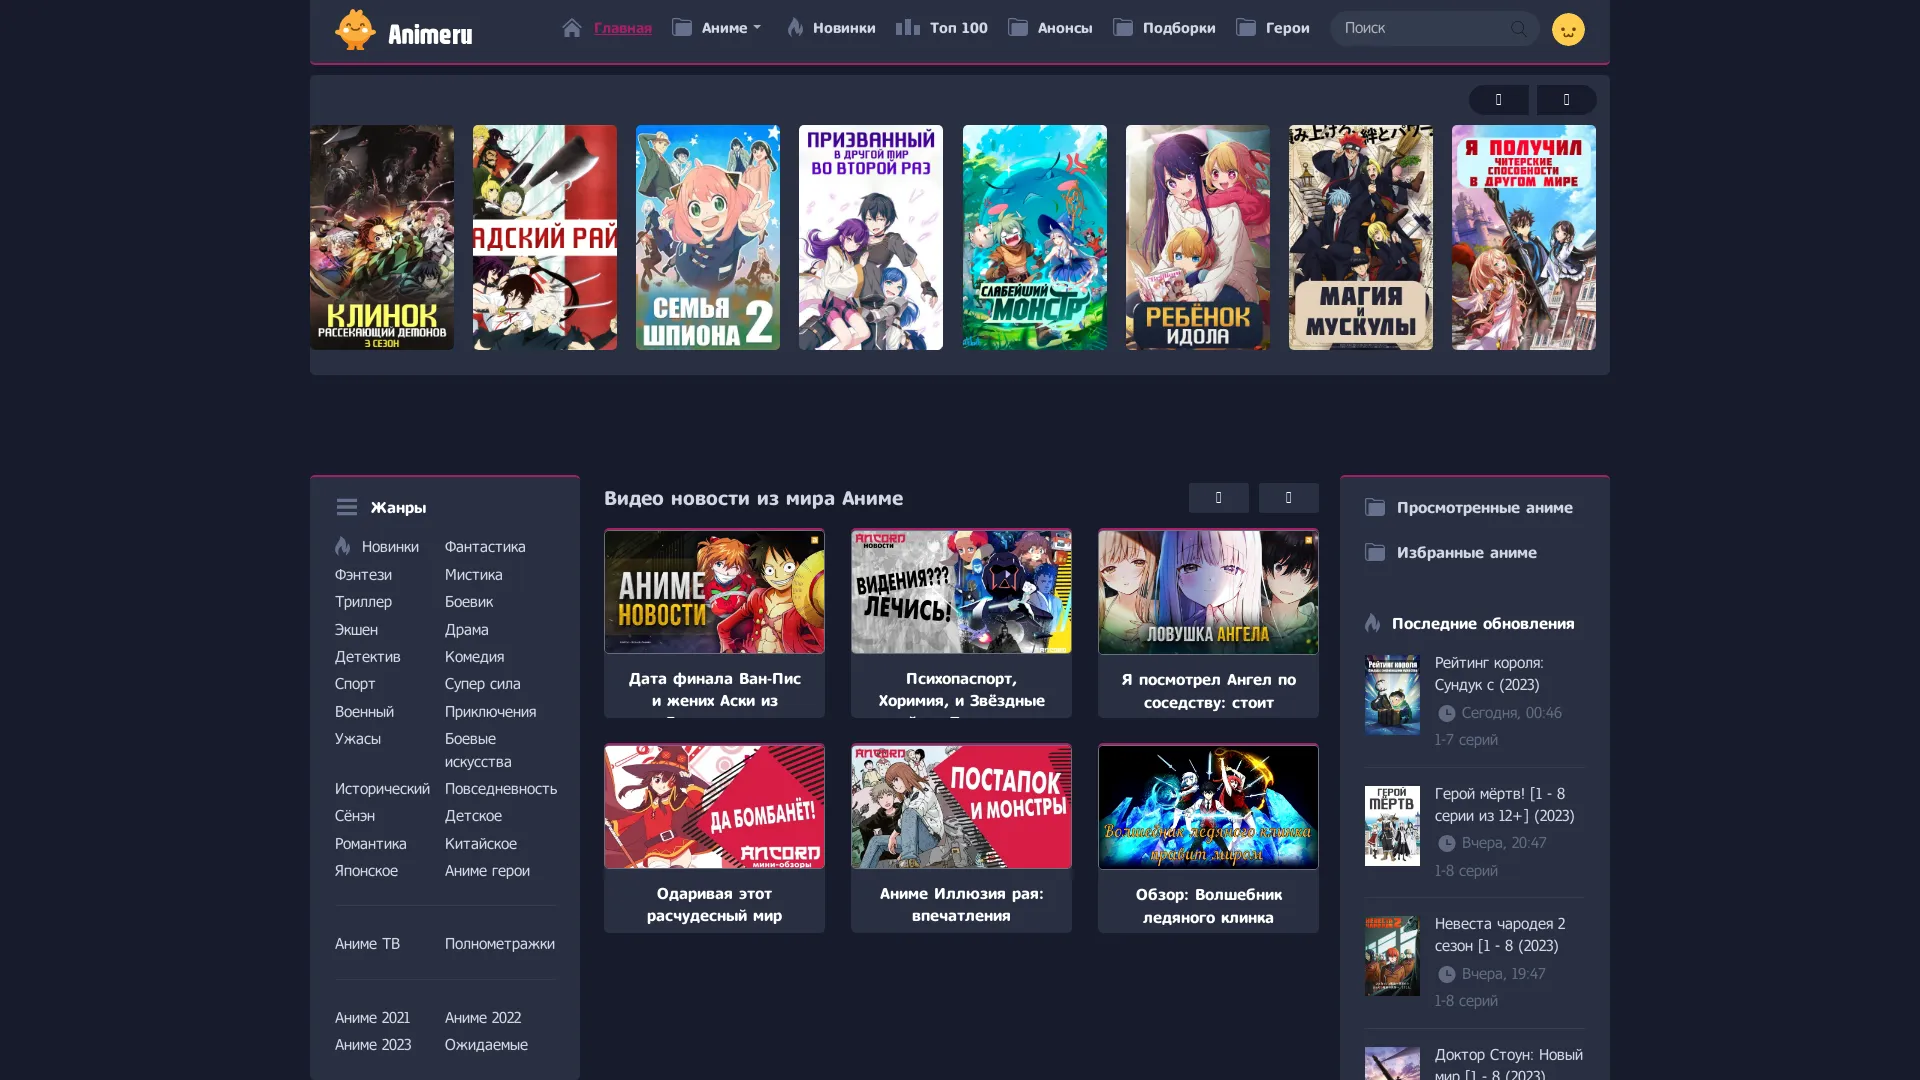 Animeru
Главная
Аниме
Новинки
Топ 100
Анонсы
Подборки
Герои
Поиск
КЛИНОК
РАССЕКАЮЩИЙ ДЕМОНОВ
3 СЕЗОН
АДСКИЙ РАЙ
СЕМЬЯ
ШПИОНА 2
ПРИЗВАННЫЙ
В ДРУГОЙ МИР
ВО ВТОРОЙ РАЗ
СЛАБЕЙШИЙ
МОНСТР
РЕБЁНОК
ИДОЛА
МАГИЯ
И
МУСКУЛЫ
Я ПОЛУЧИЛ
ЧИТЕРСКИЕ
СПОСОБНОСТИ
В ДРУГОМ МИРЕ
Жанры
Новинки
Фантастика
Фэнтези
Мистика
Триллер
Боевик
Экшен
Драма
Детектив
Комедия
Спорт
Супер сила
Военный
Приключения
Ужасы
Боевые
искусства
Исторический
Повседневность
Сёнэн
Детское
Романтика
Китайское
Японское
Аниме герои
Аниме ТВ
Полнометражки
Аниме 2021
Аниме 2022
Аниме 2023
Ожидаемые
Видео новости из мира Аниме
АНИМЕ
НОВОСТИ
Дата финала Ван-Пис
и жених Аски из
ANCORD
НОВОСТИ
ВИДЕНИЯ???
ЛЕЧИСЬ!
ANCORD
Психопаспорт,
Хоримия, и Звёздные
ЛОВУШКА АНГЕЛА
Я посмотрел Ангел по
соседству: стоит
ДА БОМБАНЁТ!
ANCORD
МИНИ-ОБЗОРЫ
Одаривая этот
расчудесный мир
ANCORD
ПОСТАПОК
И МОНСТРЫ
Аниме Иллюзия рая:
впечатления
Волшебник ледяного клинка
правит миром
Обзор: Волшебник
ледяного клинка
Просмотренные аниме
Избранные аниме
Последние обновления
Рейтинг короля
Рейтинг короля:
Сундук с (2023)
Сегодня, 00:46
1-7 серий
ГЕРОЙ
МЁРТВ
Герой мёртв! [1 - 8
серии из 12+] (2023)
Вчера, 20:47
1-8 серий
Невеста чародея 2
сезон [1 - 8 (2023)
Вчера, 19:47
1-8 серий
Доктор Стоун: Новый
мир [1 - 8 (2023)